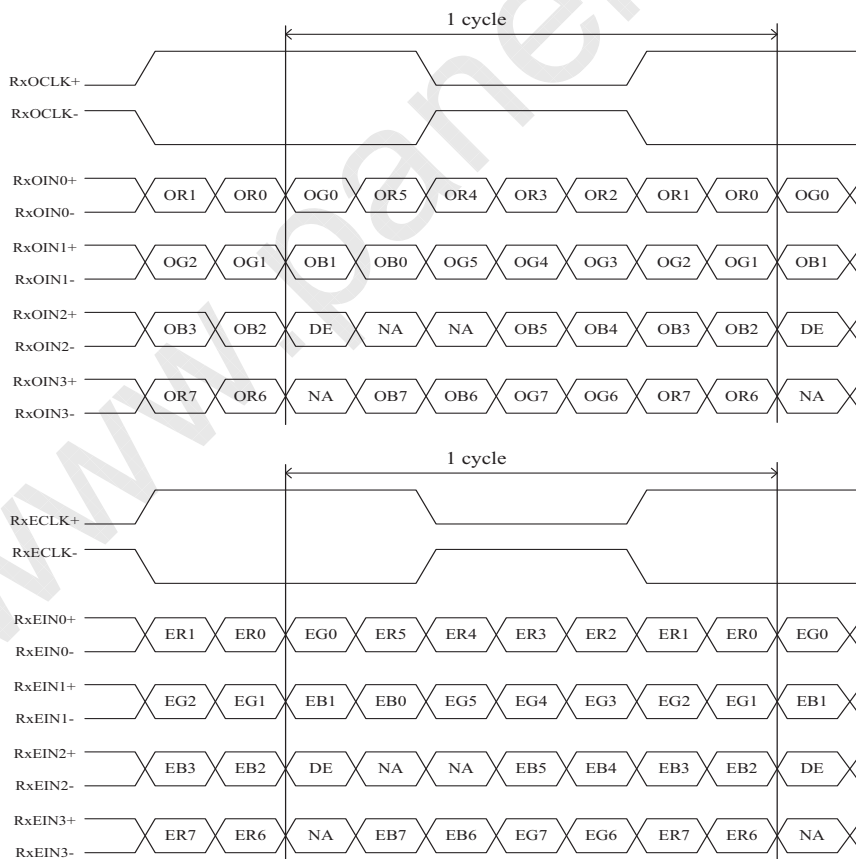 1 cycle
RxOCLK+
RxOCLK-
RxOIN0+
OR1 OR0 OG0 OR5 OR4 OR3 OR2 OR1 OR0 OG0
RxOIN0-
RxOIN1+
OG2 OG1 OB1 OB0 OG5 OG4 OG3 OG2 OG1 OB1
RxOIN1-
RxOIN2+
OB3 OB2 DE NA NA OB5 OB4 OB3 OB2 DE
RxOIN2-
RxOIN3+
OR7 OR6 NA OB7 OB6 OG7 OG6 OR7 OR6 NA
RxOIN3-
1 cycle
RxECLK+
RxECLK-
RxEIN0+
ER1 ER0 EG0 ER5 ER4 ER3 ER2 ER1 ER0 EG0
RxEIN0-
RxEIN1+
EG2 EG1 EB1 EB0 EG5 EG4 EG3 EG2 EG1 EB1
RxEIN1-
RxEIN2+
EB3 EB2 DE NA NA EB5 EB4 EB3 EB2 DE
RxEIN2-
RxEIN3+
ER7 ER6 NA EB7 EB6 EG7 EG6 ER7 ER6 NA
RxEIN3-
www.pane